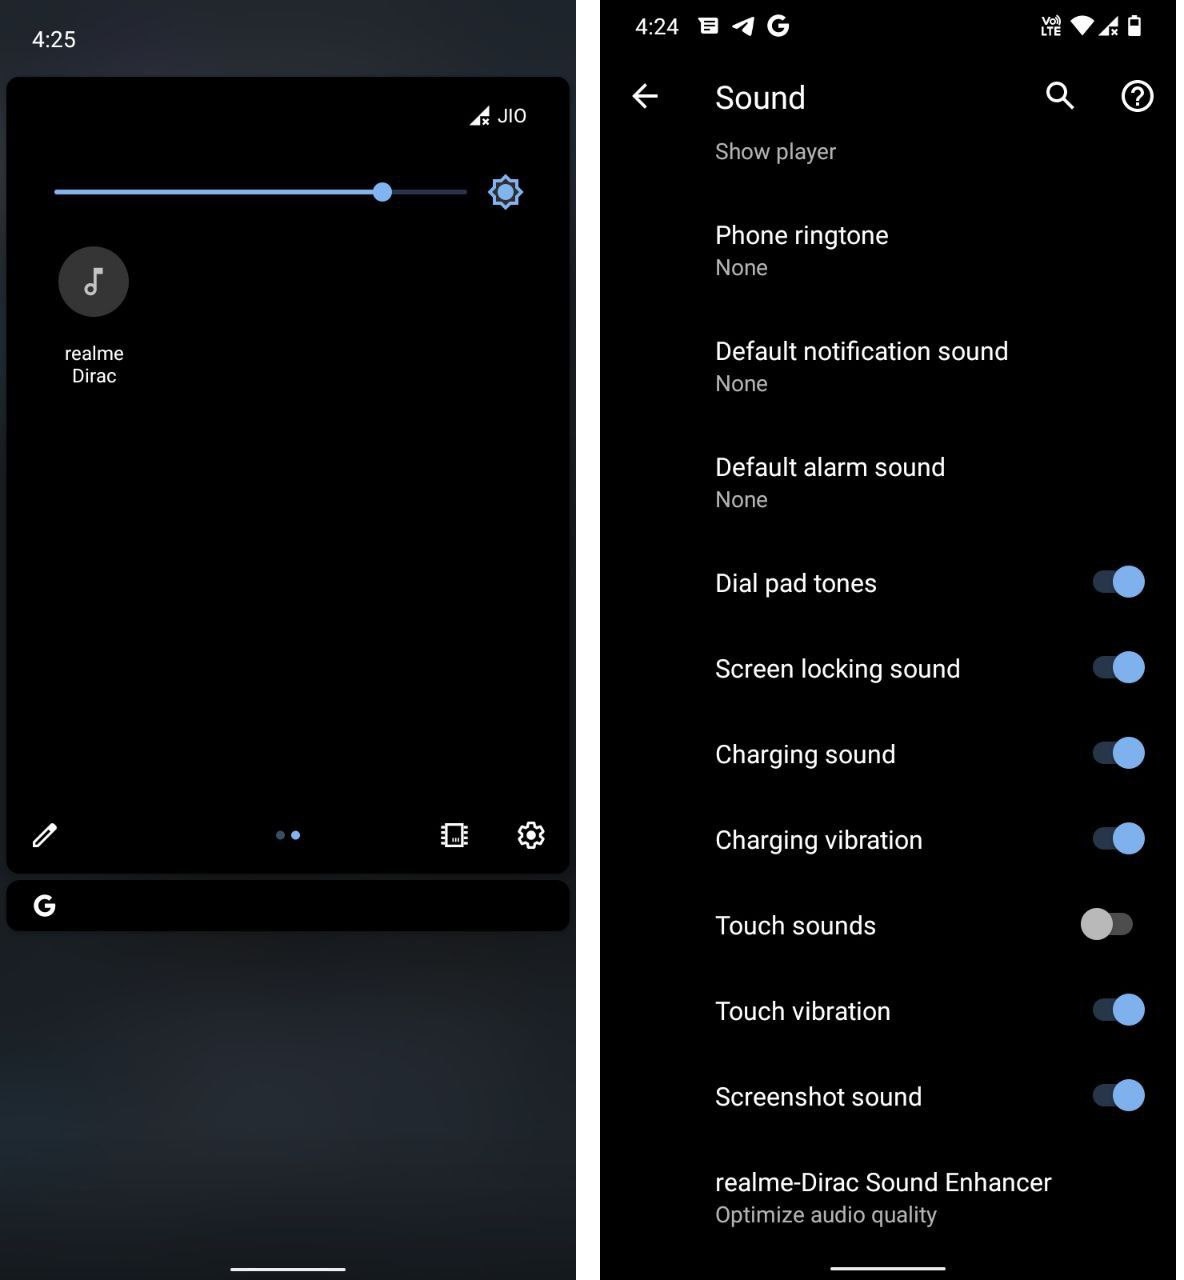 4:25
JIO
realme
Dirac
G
4:24
G
Vo)
LTE
Sound
Show player
Phone ringtone
None
Default notification sound
None
Default alarm sound
None
Dial pad tones
Screen locking sound
Charging sound
Charging vibration
Touch sounds
Touch vibration
Screenshot sound
realme-Dirac Sound Enhancer
Optimize audio quality